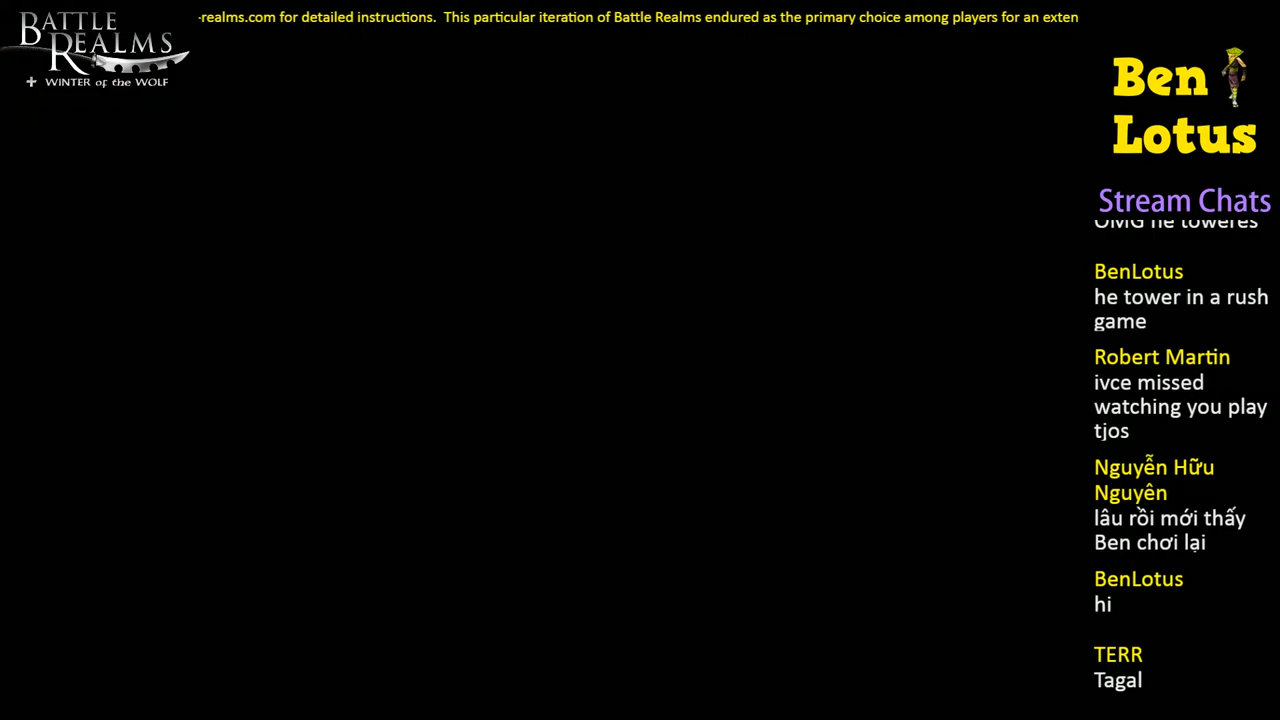 -realms.com for detailed instructions.  This particular iteration of Battle Realms endured as the primary choice among players for an exten
BATTLE
REALMS
+ WINTER of the WOLF
Ben
Lotus
Stream Chats
OMG he toweres
BenLotus
he tower in a rush
game
Robert Martin
ivce missed
watching you play
tjos
Nguyễn Hữu
Nguyên
lâu rồi mới thấy
Ben chơi lại
BenLotus
hi
TERR
Tagal